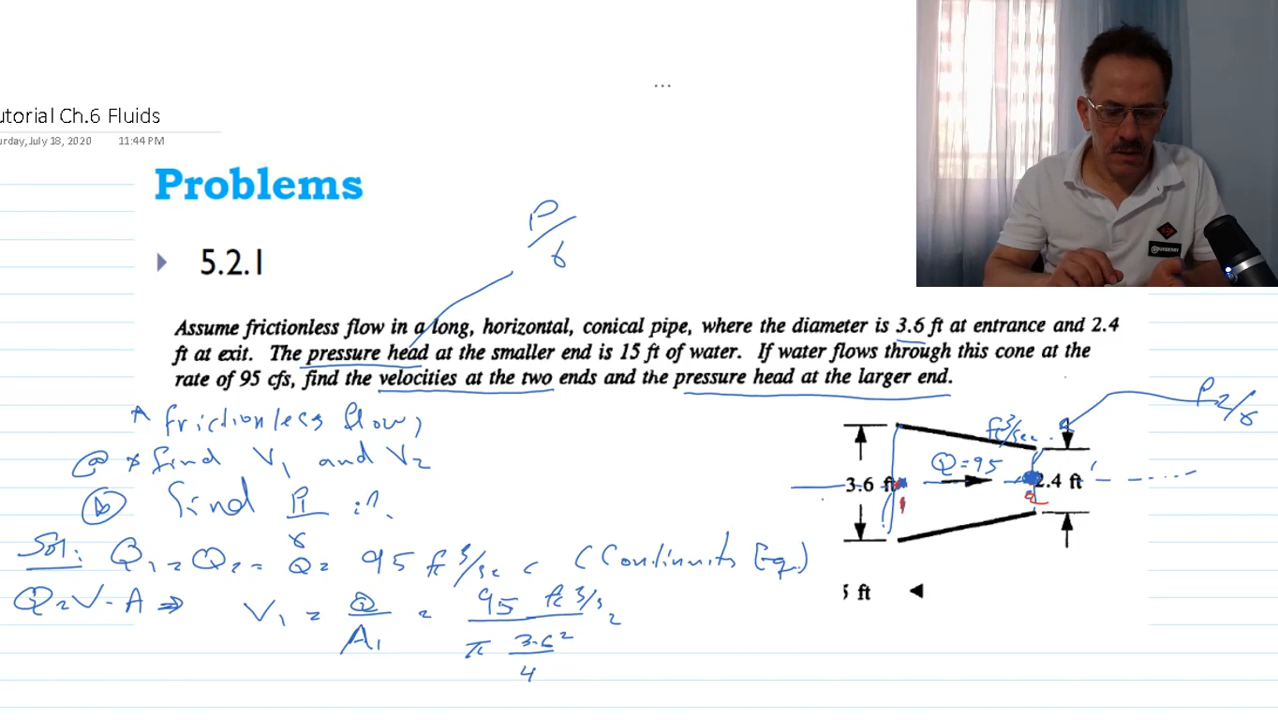 utorial Ch.6 Fluids
urday, July 18, 2020 11:44 PM
Problems
5.2.1
P/γ
Assume frictionless flow in a long, horizontal, conical pipe, where the diameter is 3.6 ft at entrance and 2.4
ft at exit. The pressure head at the smaller end is 15 ft of water. If water flows through this cone at the
rate of 95 cfs, find the velocities at the two ends and the pressure head at the larger end.
* frictionless flow,
ⓐ * find V1 and V2
ⓑ find P1/γ in.
P2/γ
ft³/sec
Q=95
3.6 ft
2.4 ft
1
2
Sol: Q1 = Q2 = Q = 95 ft³/sec (Continuity Eq.)
5 ft
Q = V.A ⇒ V1 = Q/A1 = 95 ft³/s / π 3.6²/4 =